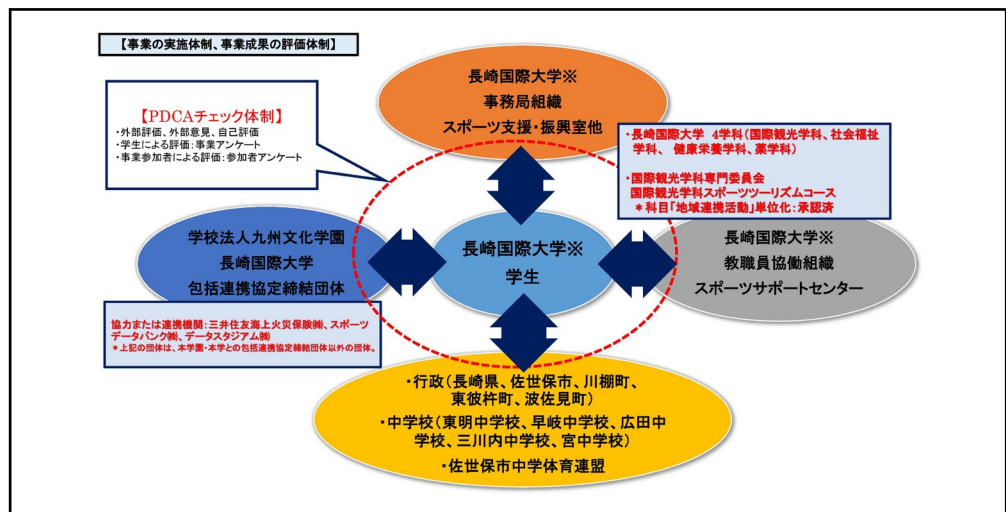 【事業の実施体制、事業成果の評価体制】
【PDCAチェック体制】
・外部評価、外部意見、自己評価
・学生による評価：事業アンケート
・事業参加者による評価：参加者アンケート
長崎国際大学※
事務局組織
スポーツ支援・振興室他
・長崎国際大学 4学科（国際観光学科、社会福祉
学科、 健康栄養学科、薬学科）
・国際観光学科専門委員会
国際観光学科スポーツツーリズムコース
＊科目「地域連携活動」単位化：承認済
学校法人九州文化学園
長崎国際大学
包括連携協定締結団体
長崎国際大学※
学生
長崎国際大学※
教職員協働組織
スポーツサポートセンター
協力または連携機関：三井住友海上火災保険㈱、スポーツ
データバンク㈱、データスタジアム㈱
＊上記の団体は、本学園・本学との包括連携協定締結団体以外の団体。
・行政（長崎県、佐世保市、川棚町、
東彼杵町、波佐見町）
・中学校（東明中学校、早岐中学校、広田中
学校、三川内中学校、宮中学校）
・佐世保市中学体育連盟